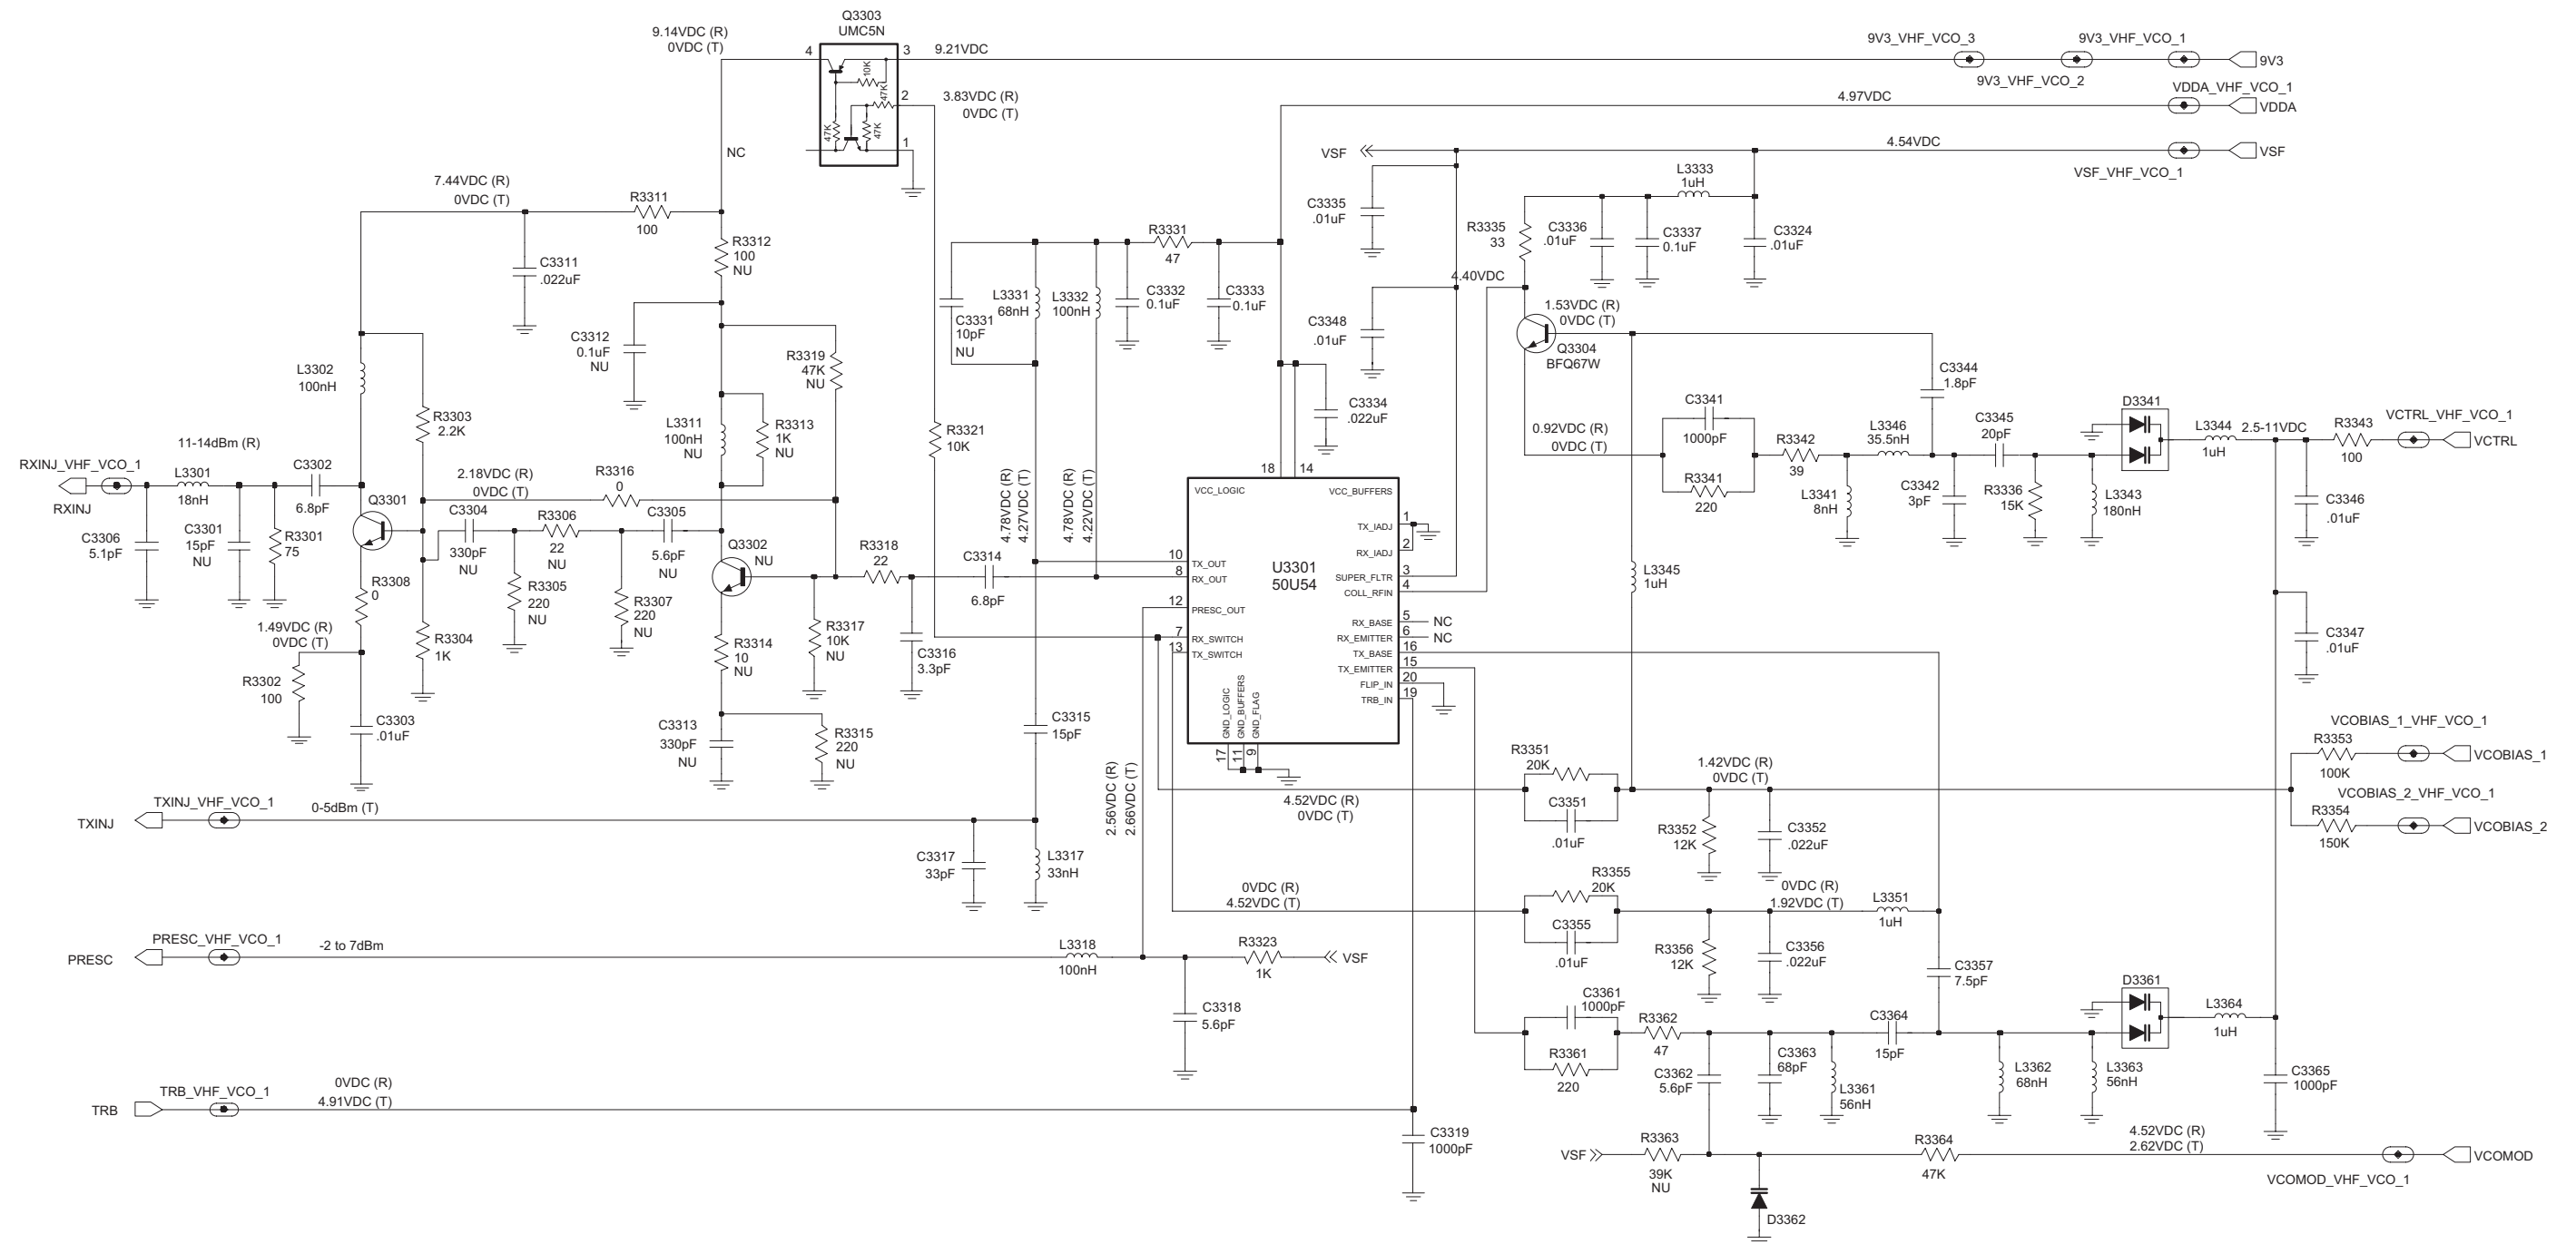 Q3303
UMC5N
9.14VDC (R)
0VDC (T)
4
3
9.21VDC
10K
47K
2
47K
47K
1
3.83VDC (R)
0VDC (T)
NC
9V3_VHF_VCO_3
9V3_VHF_VCO_1
9V3_VHF_VCO_2
9V3
VDDA_VHF_VCO_1
4.97VDC
VDDA
VSF
4.54VDC
VSF
VSF_VHF_VCO_1
7.44VDC (R)
0VDC (T)
R3311
100
R3312
100
NU
C3311
.022uF
C3312
0.1uF
NU
R3319
47K
NU
L3302
100nH
R3303
2.2K
L3311
100nH
NU
R3313
1K
NU
R3321
10K
C3331
10pF
NU
L3331
68nH
L3332
100nH
C3332
0.1uF
R3331
47
C3333
0.1uF
C3335
.01uF
C3348
.01uF
C3334
.022uF
L3333
1uH
R3335
33
C3336
.01uF
C3337
0.1uF
C3324
.01uF
4.40VDC
1.53VDC (R)
0VDC (T)
Q3304
BFQ67W
C3344
1.8pF
0.92VDC (R)
0VDC (T)
C3341
1000pF
R3341
220
R3342
39
L3346
35.5nH
L3341
8nH
C3342
3pF
C3345
20pF
R3336
15K
L3343
180nH
D3341
L3344
1uH
2.5-11VDC
R3343
100
VCTRL_VHF_VCO_1
VCTRL
C3346
.01uF
C3347
.01uF
L3345
1uH
11-14dBm (R)
RXINJ_VHF_VCO_1
RXINJ
L3301
18nH
C3302
6.8pF
C3306
5.1pF
C3301
15pF
NU
R3301
75
Q3301
2.18VDC (R)
0VDC (T)
R3316
0
C3304
330pF
NU
R3306
22
NU
C3305
5.6pF
NU
R3305
220
NU
R3307
220
NU
Q3302
NU
R3308
0
1.49VDC (R)
0VDC (T)
R3302
100
R3304
1K
C3303
.01uF
R3314
10
NU
R3317
10K
NU
R3318
22
C3314
6.8pF
C3316
3.3pF
C3313
330pF
NU
R3315
220
NU
C3315
15pF
4.78VDC (R)
4.27VDC (T)
4.78VDC (R)
4.22VDC (T)
18
14
VCC_LOGIC
VCC_BUFFERS
U3301
50U54
10
TX_OUT
8
RX_OUT
12
PRESC_OUT
7
RX_SWITCH
13
TX_SWITCH
1
TX_IADJ
2
RX_IADJ
3
SUPER_FLTR
4
COLL_RFIN
5
NC
RX_BASE
6
NC
RX_EMITTER
16
TX_BASE
15
TX_EMITTER
20
FLIP_IN
19
TRB_IN
GND_LOGIC
GND_BUFFERS
GND_FLAG
17
11
9
TXINJ_VHF_VCO_1
TXINJ
0-5dBm (T)
C3317
33pF
L3317
33nH
2.56VDC (R)
2.66VDC (T)
4.52VDC (R)
0VDC (T)
R3351
20K
C3351
.01uF
1.42VDC (R)
0VDC (T)
R3352
12K
C3352
.022uF
VCOBIAS_1_VHF_VCO_1
R3353
100K
VCOBIAS_1
VCOBIAS_2_VHF_VCO_1
R3354
150K
VCOBIAS_2
0VDC (R)
4.52VDC (T)
R3355
20K
C3355
.01uF
0VDC (R)
1.92VDC (T)
L3351
1uH
R3356
12K
C3356
.022uF
C3357
7.5pF
PRESC_VHF_VCO_1
PRESC
-2 to 7dBm
L3318
100nH
R3323
1K
VSF
C3318
5.6pF
C3361
1000pF
R3361
220
R3362
47
C3362
5.6pF
C3363
68pF
L3361
56nH
C3364
15pF
L3362
68nH
L3363
56nH
D3361
L3364
1uH
C3365
1000pF
TRB_VHF_VCO_1
TRB
0VDC (R)
4.91VDC (T)
C3319
1000pF
VSF
R3363
39K
NU
D3362
R3364
47K
4.52VDC (R)
2.62VDC (T)
VCOMOD
VCOMOD_VHF_VCO_1